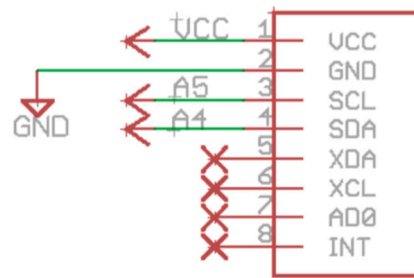 VCC 1 VCC
2 GND
A5 3 SCL
GND A4 4 SDA
5 XDA
6 XCL
7 AD0
8 INT